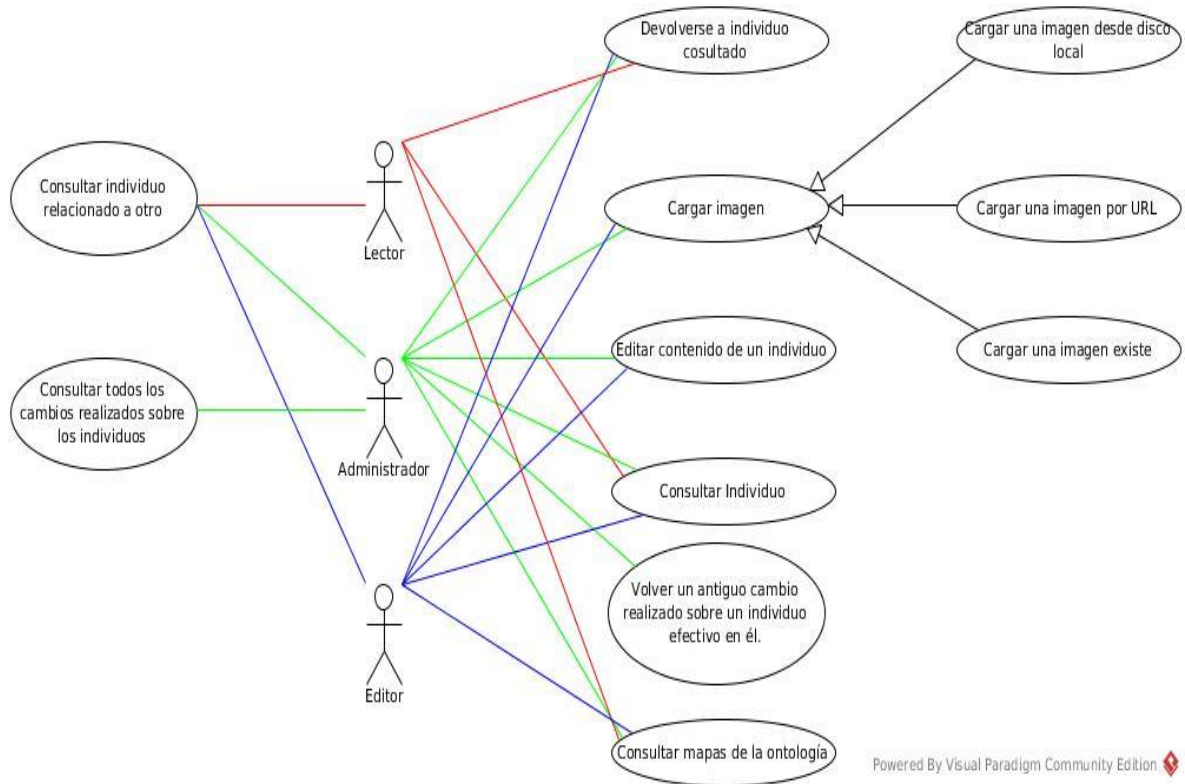 Devolverse a individuo
cosultado
Cargar una imagen desde disco
local
Consultar individuo
relacionado a otro
Lector
Cargar imagen
Cargar una imagen por URL
Editar contenido de un individuo
Cargar una imagen existe
Consultar todos los
cambios realizados sobre
los individuos
Administrador
Consultar Individuo
Volver un antiguo cambio
realizado sobre un individuo
efectivo en él.
Editor
Consultar mapas de la ontología
Powered By Visual Paradigm Community Edition